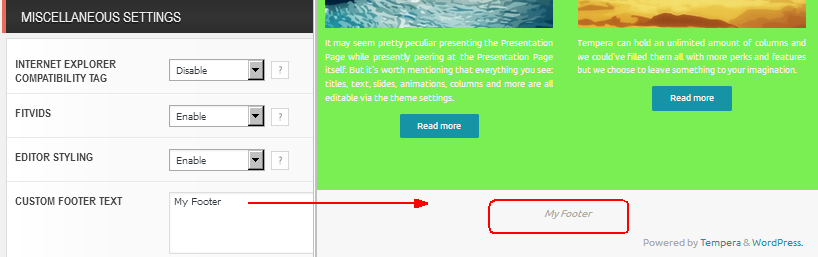 MISCELLANEOUS SETTINGS
INTERNET EXPLORER
COMPATIBILITY TAG
Disable
?
FITVIDS
Enable
?
EDITOR STYLING
Enable
?
CUSTOM FOOTER TEXT
My Footer
It may seem pretty peculiar presenting the Presentation
Page while presently peering at the Presentation Page
itself. But it's worth mentioning that everything you see:
titles, text, slides, animations, columns and more are all
editable via the theme settings.
Read more
Tempera can hold an unlimited amount of columns and
we could've filled them all with more perks and features
but we choose to leave something to your imagination.
Read more
My Footer
Powered by Tempera & WordPress.